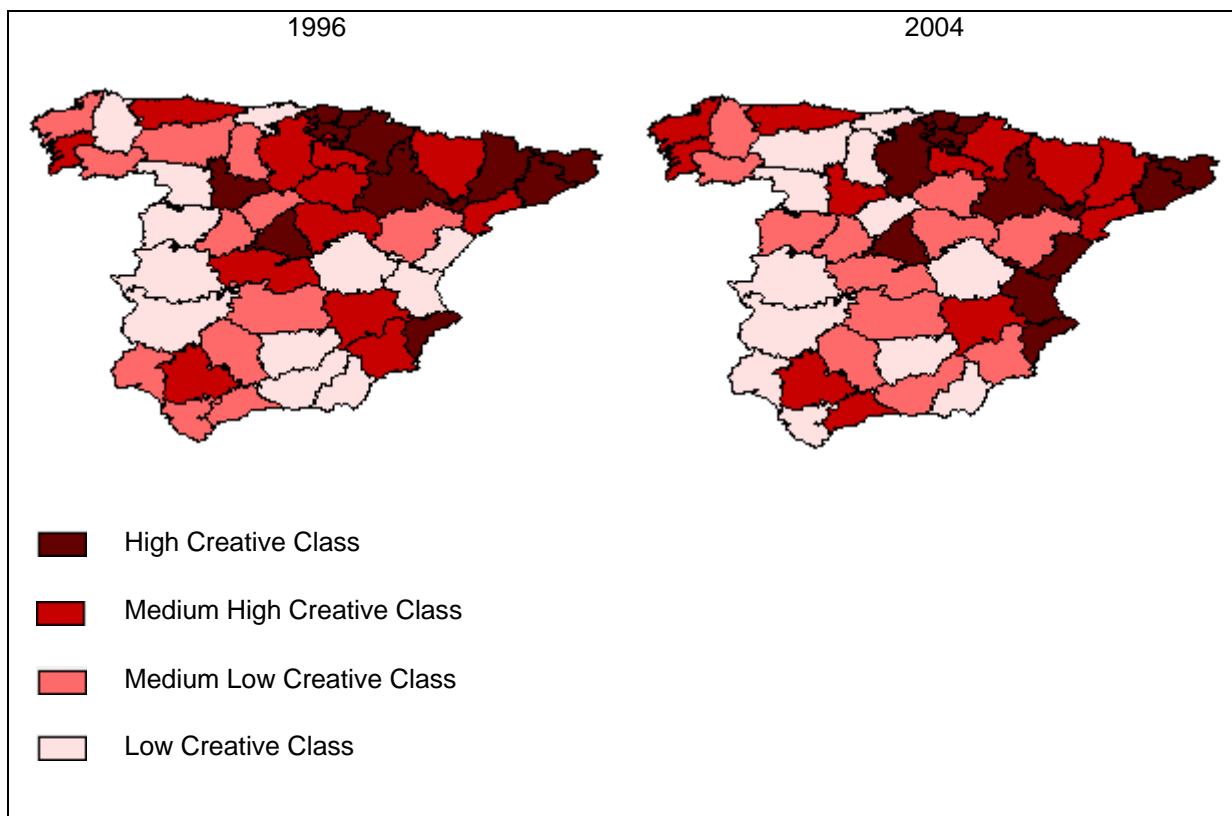 1996
2004
High Creative Class
Medium High Creative Class
Medium Low Creative Class
Low Creative Class